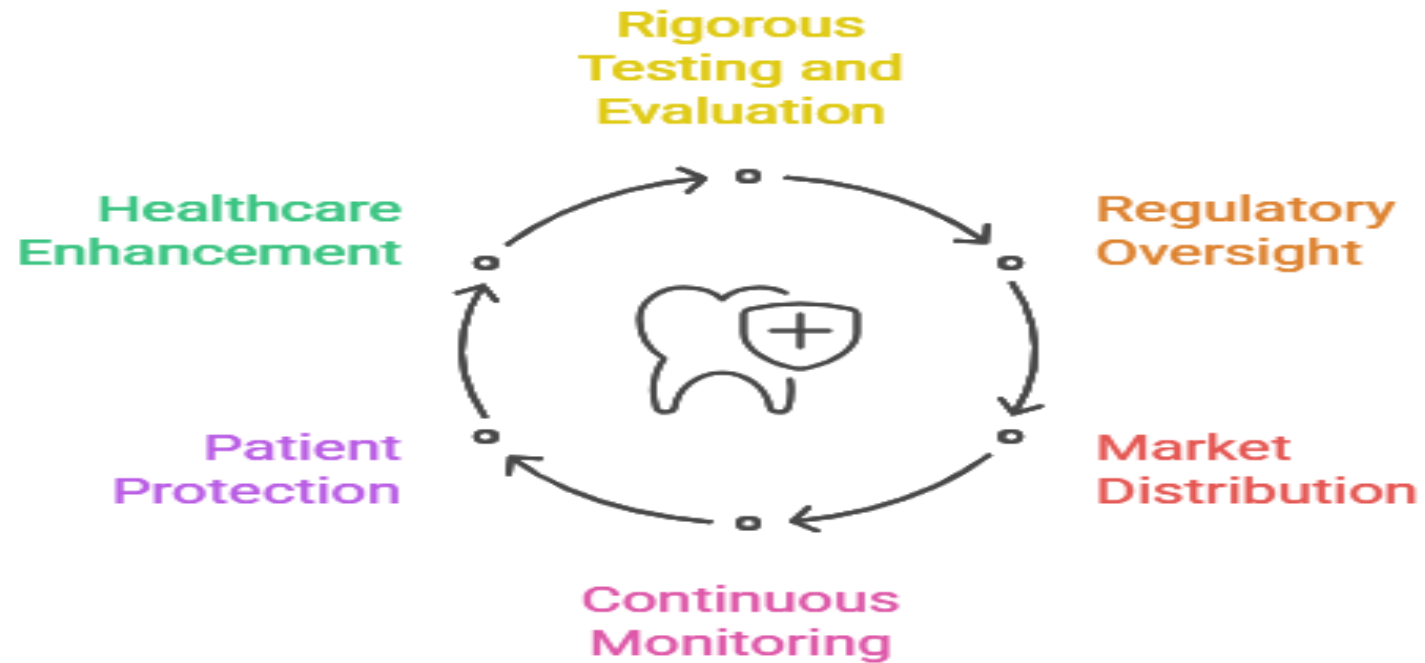 Rigorous
Testing and
Evaluation
Regulatory
Oversight
Market
Distribution
Continuous
Monitoring
Patient
Protection
Healthcare
Enhancement